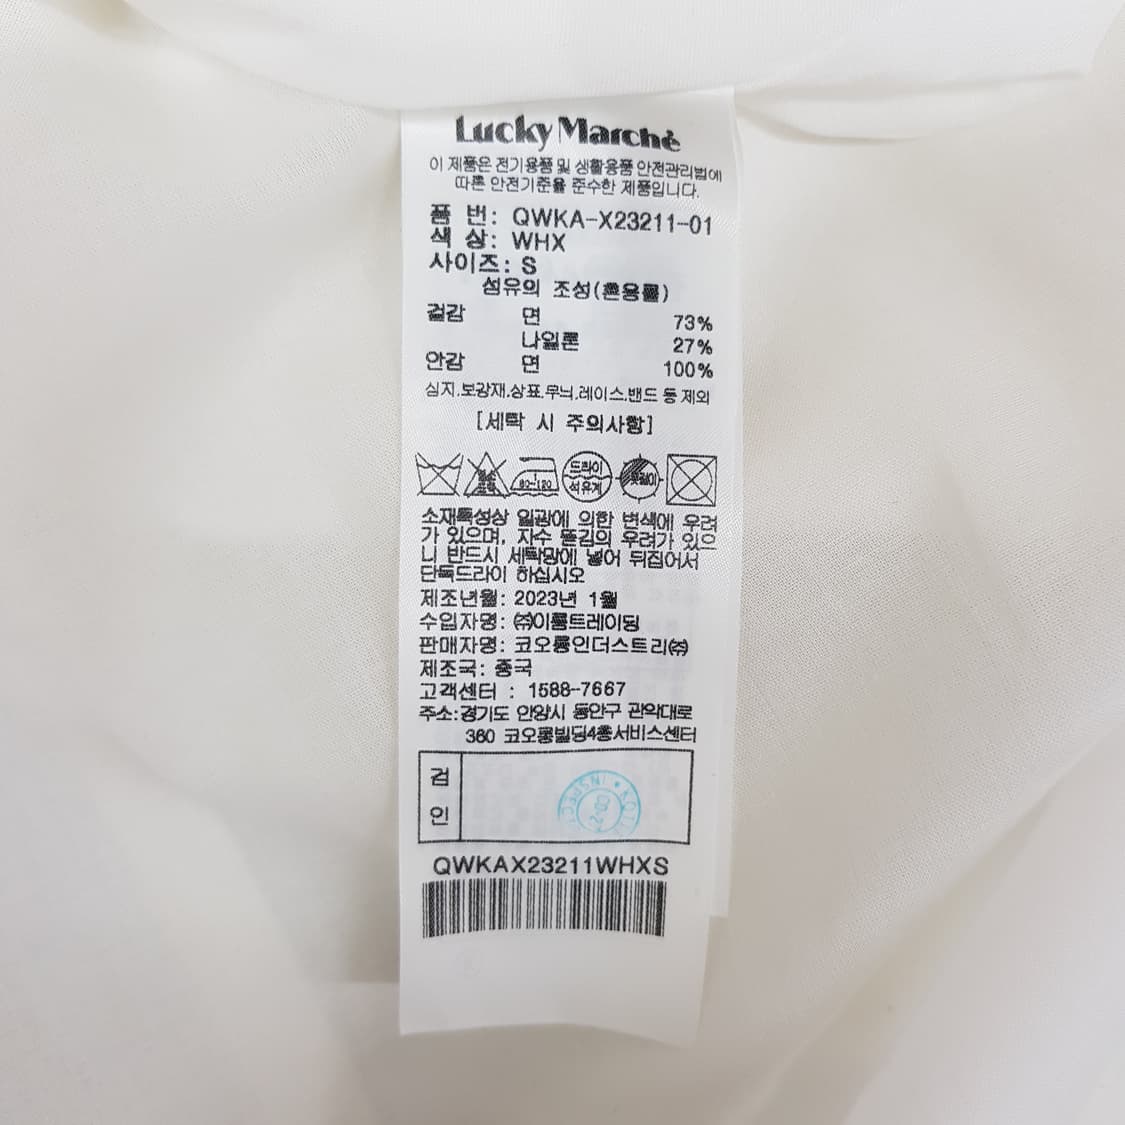 Lucky Marché
이 제품은 전기용품 및 생활용품 안전관리법에
따른 안전기준을 준수한 제품입니다.
품 번: QWKA-X23211-01
색 상: WHX
사이즈: S
섬유의 조성(혼용률)
겉감 면 73%
나일론 27%
안감 면 100%
심지,보강재,상표,무늬,레이스,밴드 등 제외
[세탁 시 주의사항]
80~120 드라이 석유계 옷걸이
소재특성상 일광에 의한 변색에 우려
가 있으며, 자수 뜯김의 우려가 있으
니 반드시 세탁망에 넣어 뒤집어서
단독드라이 하십시오
제조년월: 2023년 1월
수입자명: ㈜이룸트레이딩
판매자명: 코오롱인더스트리㈜
제조국: 중국
고객센터 : 1588-7667
주소:경기도 안양시 동안구 관악대로
360 코오롱빌딩4층서비스센터
검
인
QWKAX23211WHXS